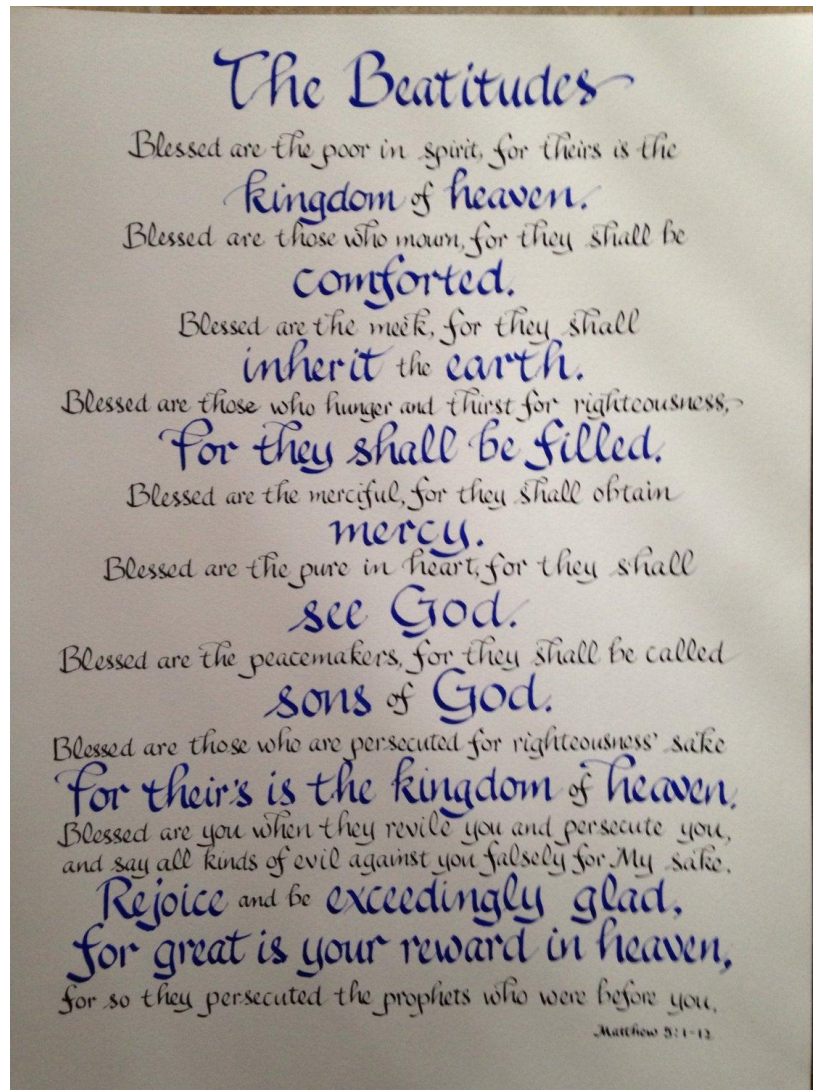 The Beatitudes
Blessed are the poor in spirit, for theirs is the
kingdom of heaven.
Blessed are those who mourn, for they shall be
comforted.
Blessed are the meek, for they shall
inherit the earth.
Blessed are those who hunger and thirst for righteousness,
for they shall be filled.
Blessed are the merciful, for they shall obtain
mercy.
Blessed are the pure in heart, for they shall
see God.
Blessed are the peacemakers, for they shall be called
sons of God.
Blessed are those who are persecuted for righteousness' sake
for their's is the kingdom of heaven.
Blessed are you when they revile you and persecute you,
and say all kinds of evil against you falsely for My sake.
Rejoice and be exceedingly glad,
for great is your reward in heaven,
for so they persecuted the prophets who were before you.
Matthew 5:1-12